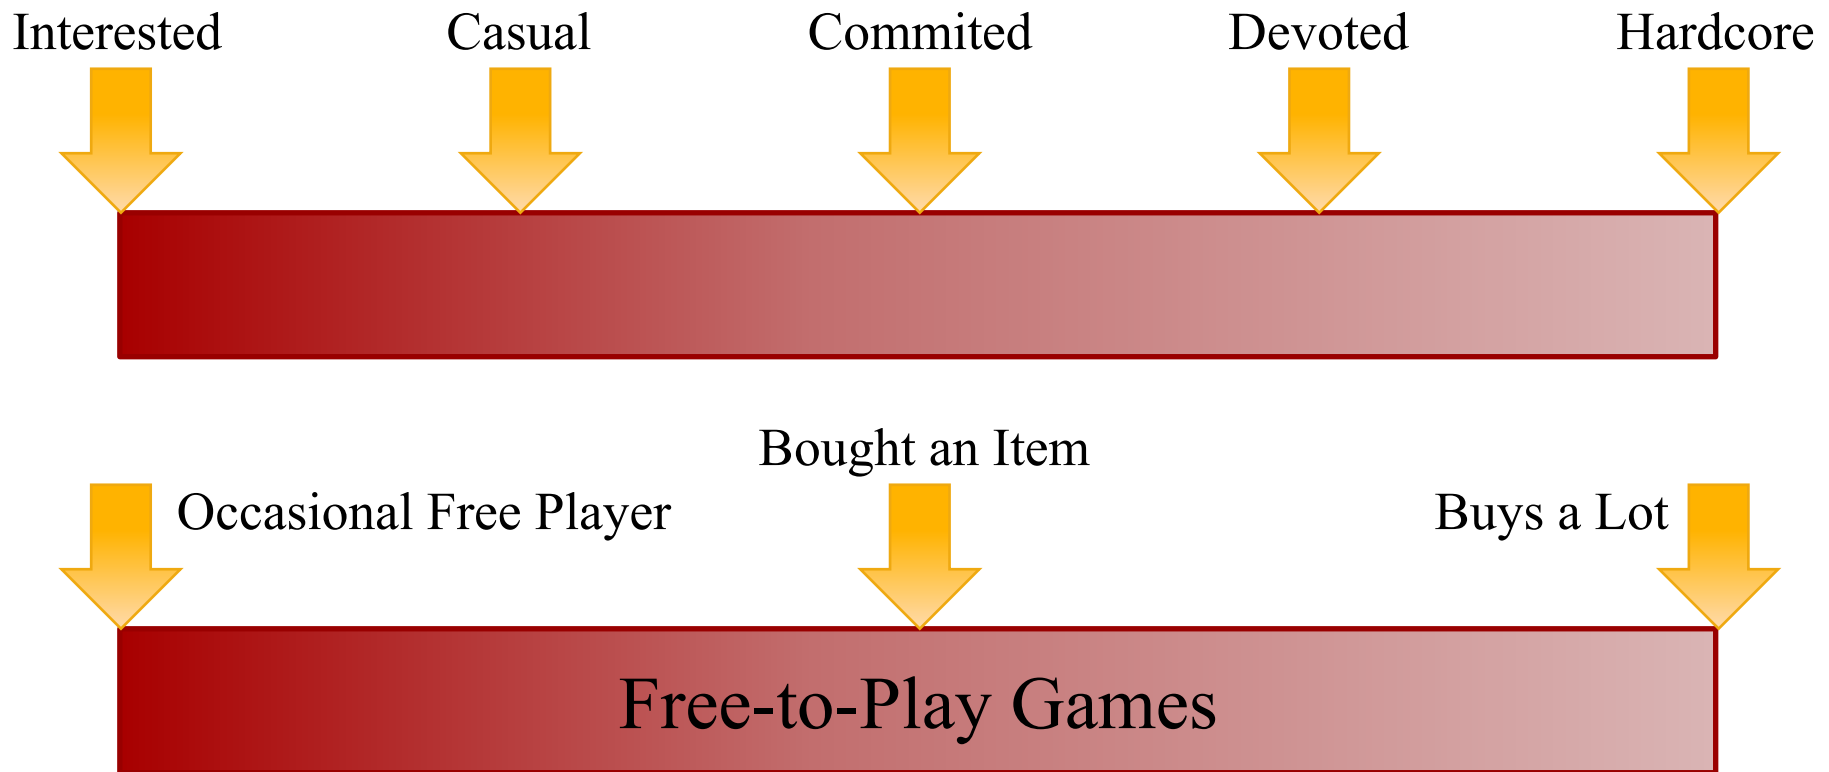 Interested Casual Commited Devoted Hardcore
Bought an Item
Occasional Free Player Buys a Lot
Free-to-Play Games